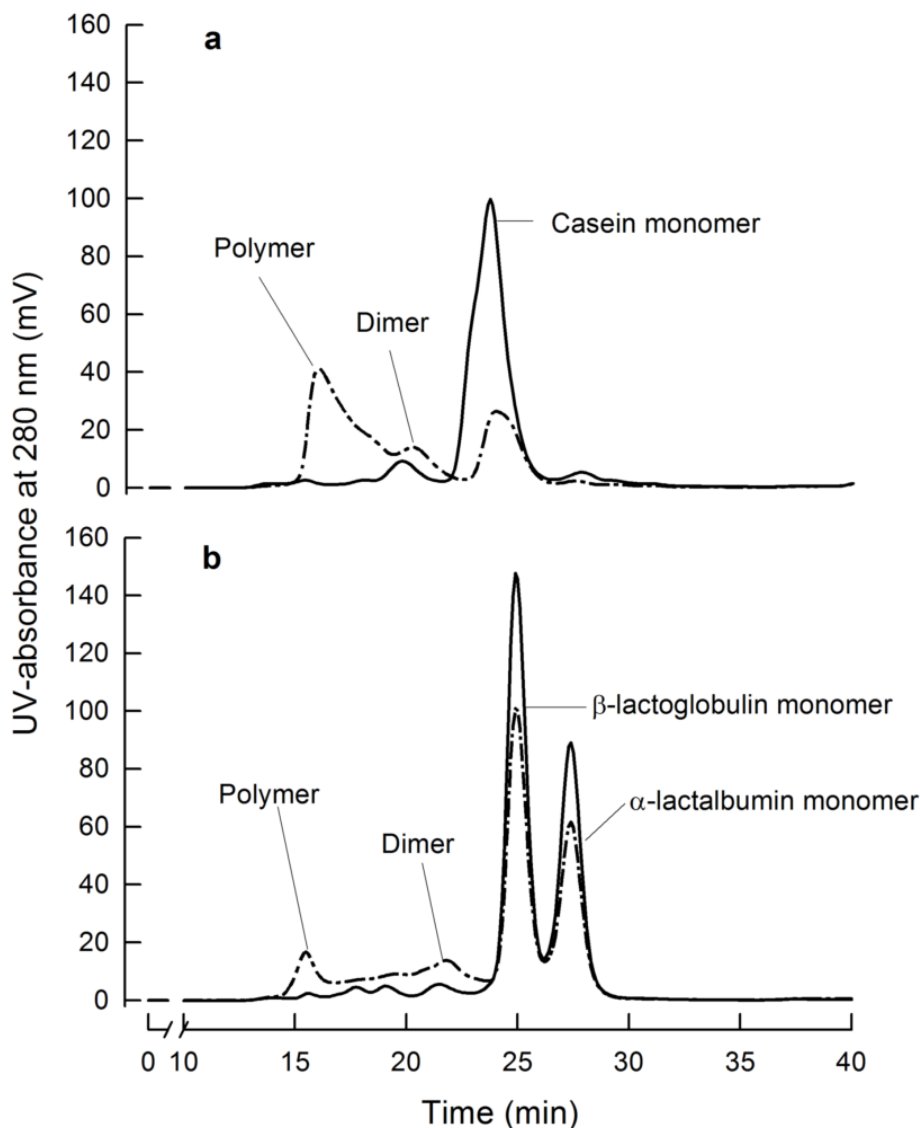 a
160
140
120
100
80
60
40
20
0
Polymer
Dimer
Casein monomer
UV-absorbance at 280 nm (mV)
b
160
140
120
100
80
60
40
20
0
Polymer
Dimer
β-lactoglobulin monomer
α-lactalbumin monomer
0 10 15 20 25 30 35 40
Time (min)